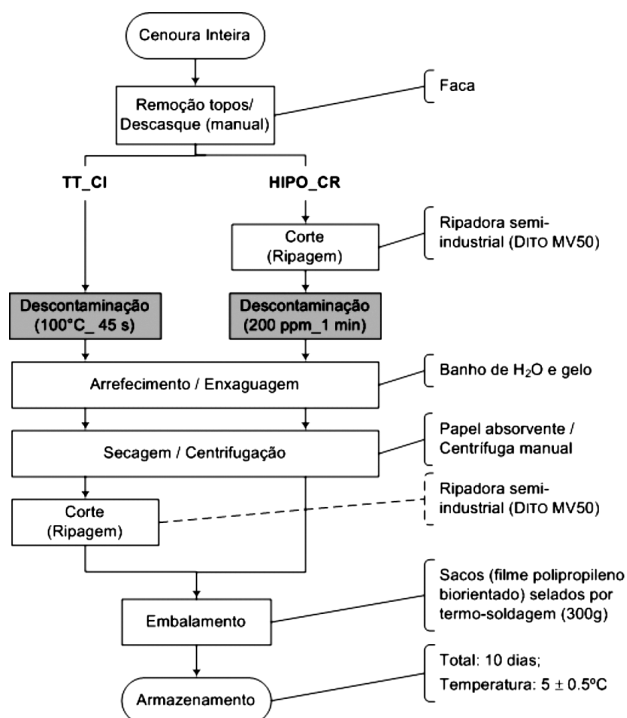 Cenoura Inteira
Remoção topos/
Descasque (manual)
Faca
TT_CI
HIPO_CR
Corte
(Ripagem)
Ripadora semi-
industrial (DITO MV50)
Descontaminação
(100°C_ 45 s)
Descontaminação
(200 ppm_1 min)
Arrefecimento / Enxaguagem
Banho de H₂O e gelo
Secagem / Centrifugação
Papel absorvente /
Centrífuga manual
Corte
(Ripagem)
Ripadora semi-
industrial (DITO MV50)
Embalamento
Sacos (filme polipropileno
biorientado) selados por
termo-soldagem (300g)
Armazenamento
Total: 10 dias;
Temperatura: 5 ± 0.5ºC